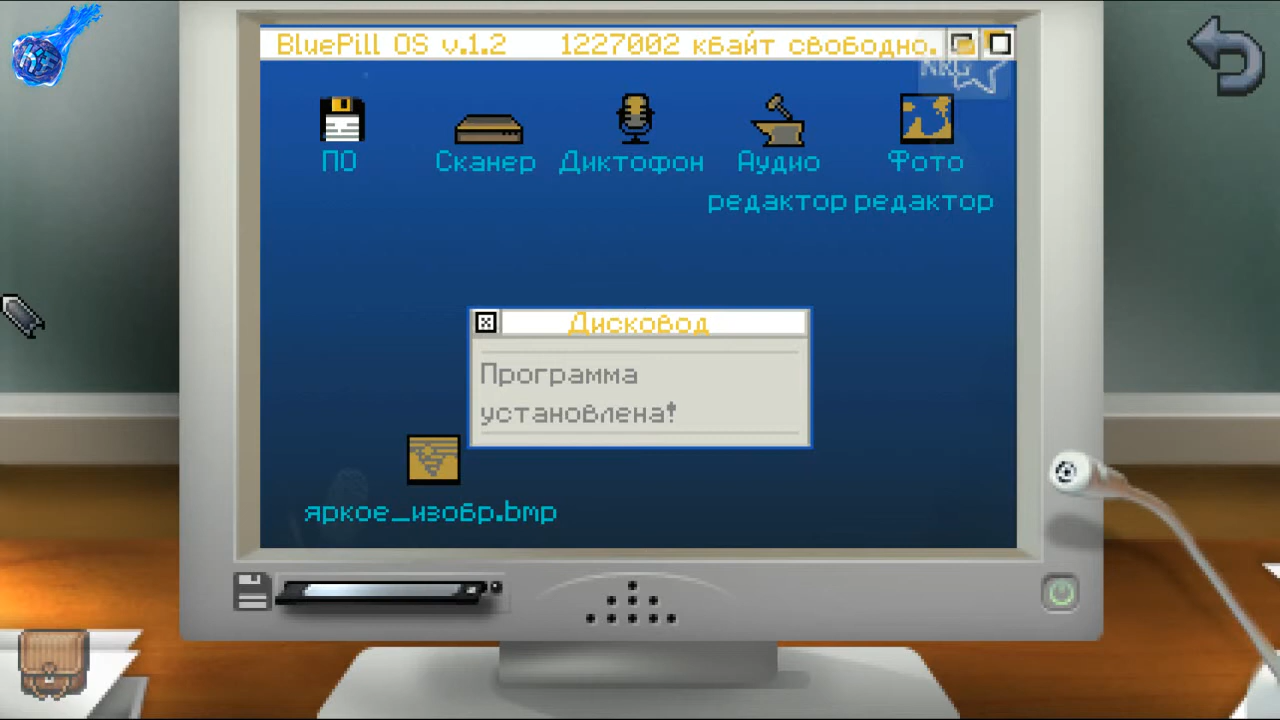 BluePill OS v.1.2 1227002 кбайт свободно.
NRG
ПО Сканер Диктофон Аудио редактор Фото редактор
Дисковод
Программа
установлена!
яркое_изобр.bmp